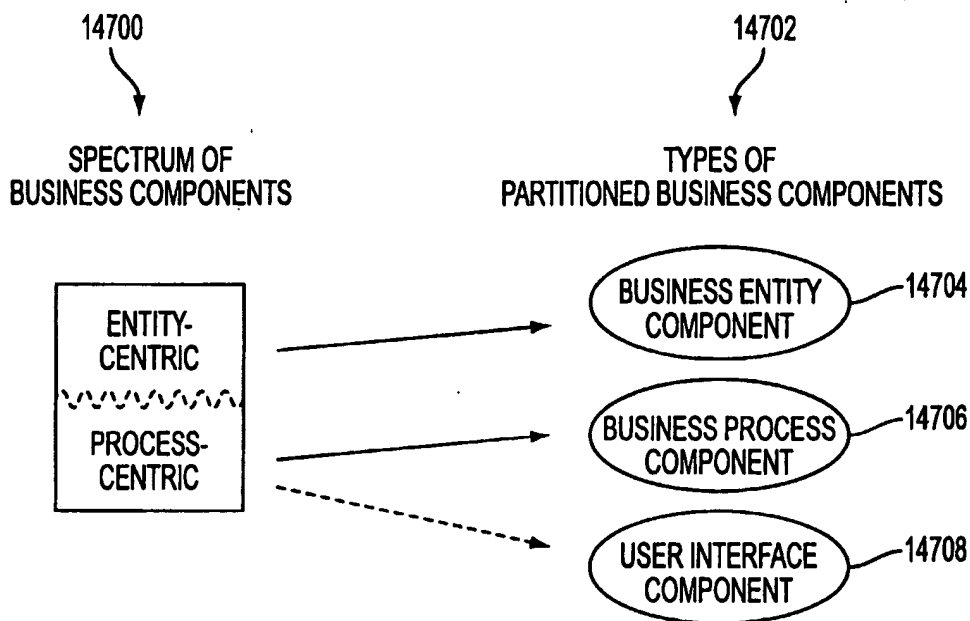 14700
14702
SPECTRUM OF
BUSINESS COMPONENTS
TYPES OF
PARTITIONED BUSINESS COMPONENTS
ENTITY-
CENTRIC
PROCESS-
CENTRIC
BUSINESS ENTITY
COMPONENT
14704
BUSINESS PROCESS
COMPONENT
14706
USER INTERFACE
COMPONENT
14708